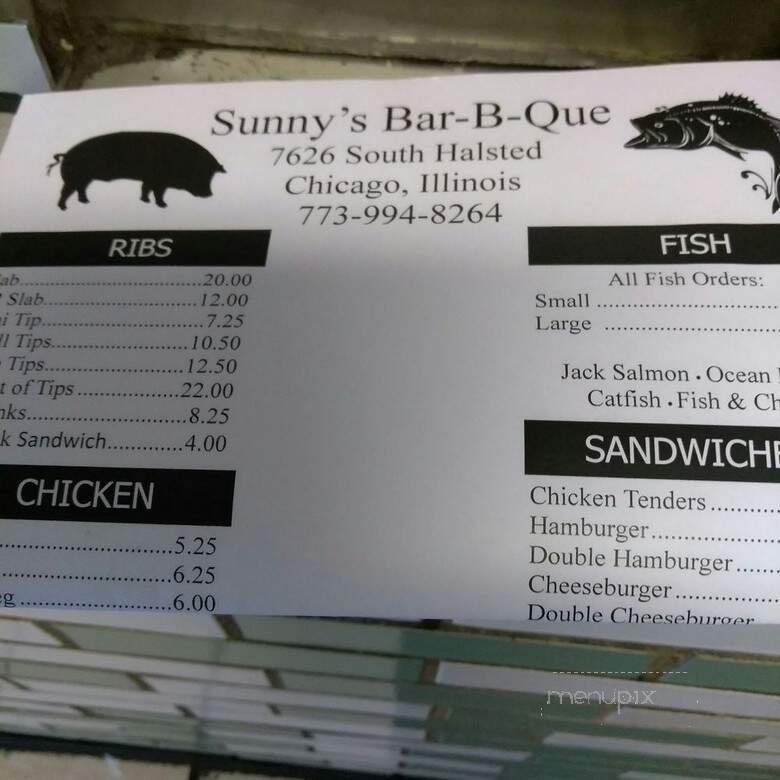 Sunny's Bar-B-Que
7626 South Halsted
Chicago, Illinois
773-994-8264
RIBS
ab..............................20.00
Slab.........................12.00
i Tip...........................7.25
ll Tips.........................10.50
Tips.........................12.50
t of Tips ...................22.00
nks............................8.25
k Sandwich.............4.00
CHICKEN
..............................5.25
..............................6.25
eg..........................6.00
FISH
All Fish Orders:
Small ..............................
Large ..............................
Jack Salmon • Ocean
Catfish • Fish & Ch
SANDWICHE
Chicken Tenders ..........
Hamburger...................
Double Hamburger......
Cheeseburger...............
Double Cheeseburger
menupix